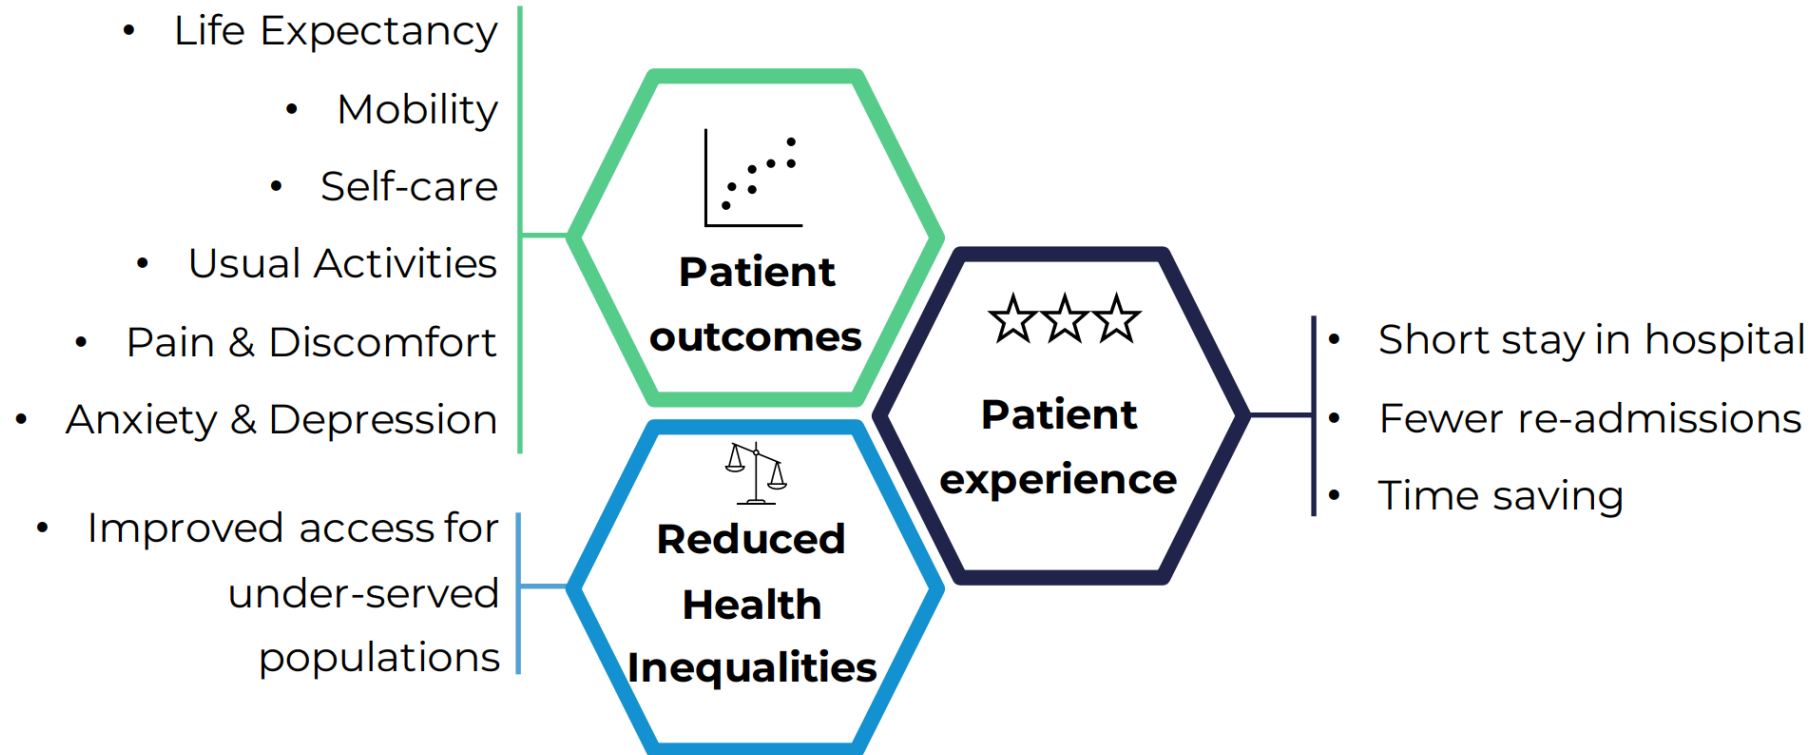 • Life Expectancy
• Mobility
• Self-care
• Usual Activities
• Pain & Discomfort
• Anxiety & Depression
Patient
outcomes
Patient
experience
• Short stay in hospital
• Fewer re-admissions
• Time saving
• Improved access for
under-served
populations
Reduced
Health
Inequalities